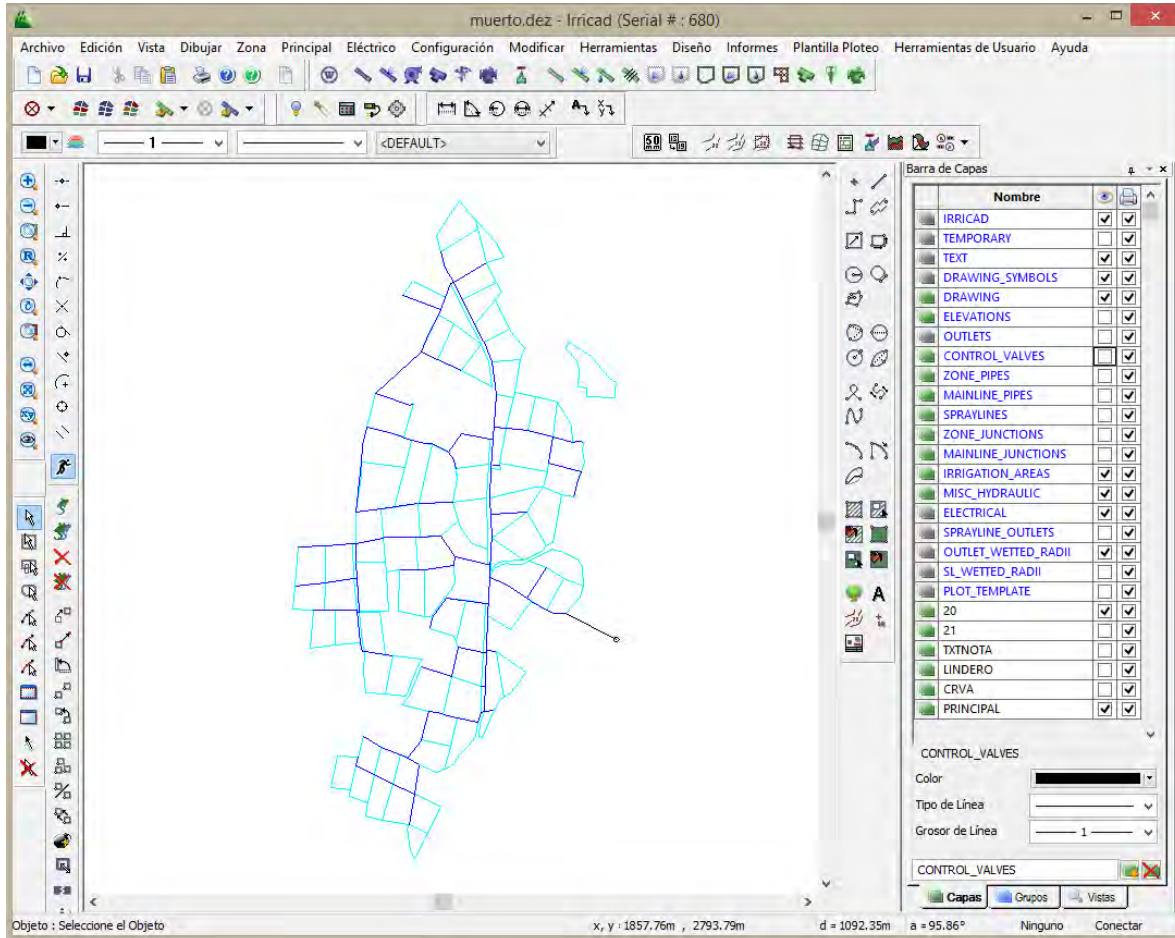 muerto.dez - Irricad (Serial # : 680)
Archivo Edición Vista Dibujar Zona Principal Eléctrico Configuración Modificar Herramientas Diseño Informes Plantilla Ploteo Herramientas de Usuario Ayuda
1 <DEFAULT>
Barra de Capas
Nombre
IRRICAD
TEMPORARY
TEXT
DRAWING_SYMBOLS
DRAWING
ELEVATIONS
OUTLETS
CONTROL_VALVES
ZONE_PIPES
MAINLINE_PIPES
SPRAYLINES
ZONE_JUNCTIONS
MAINLINE_JUNCTIONS
IRRIGATION_AREAS
MISC_HYDRAULIC
ELECTRICAL
SPRAYLINE_OUTLETS
OUTLET_WETTED_RADII
SL_WETTED_RADII
PLOT_TEMPLATE
20
21
TXTNOTA
LINDERO
CRVA
PRINCIPAL
CONTROL_VALVES
Color
Tipo de Línea
Grosor de Línea 1
CONTROL_VALVES
Capas Grupos Vistas
Objeto : Seleccione el Objeto x, y : 1857.76m , 2793.79m d = 1092.35m a = 95.86° Ninguno Conectar